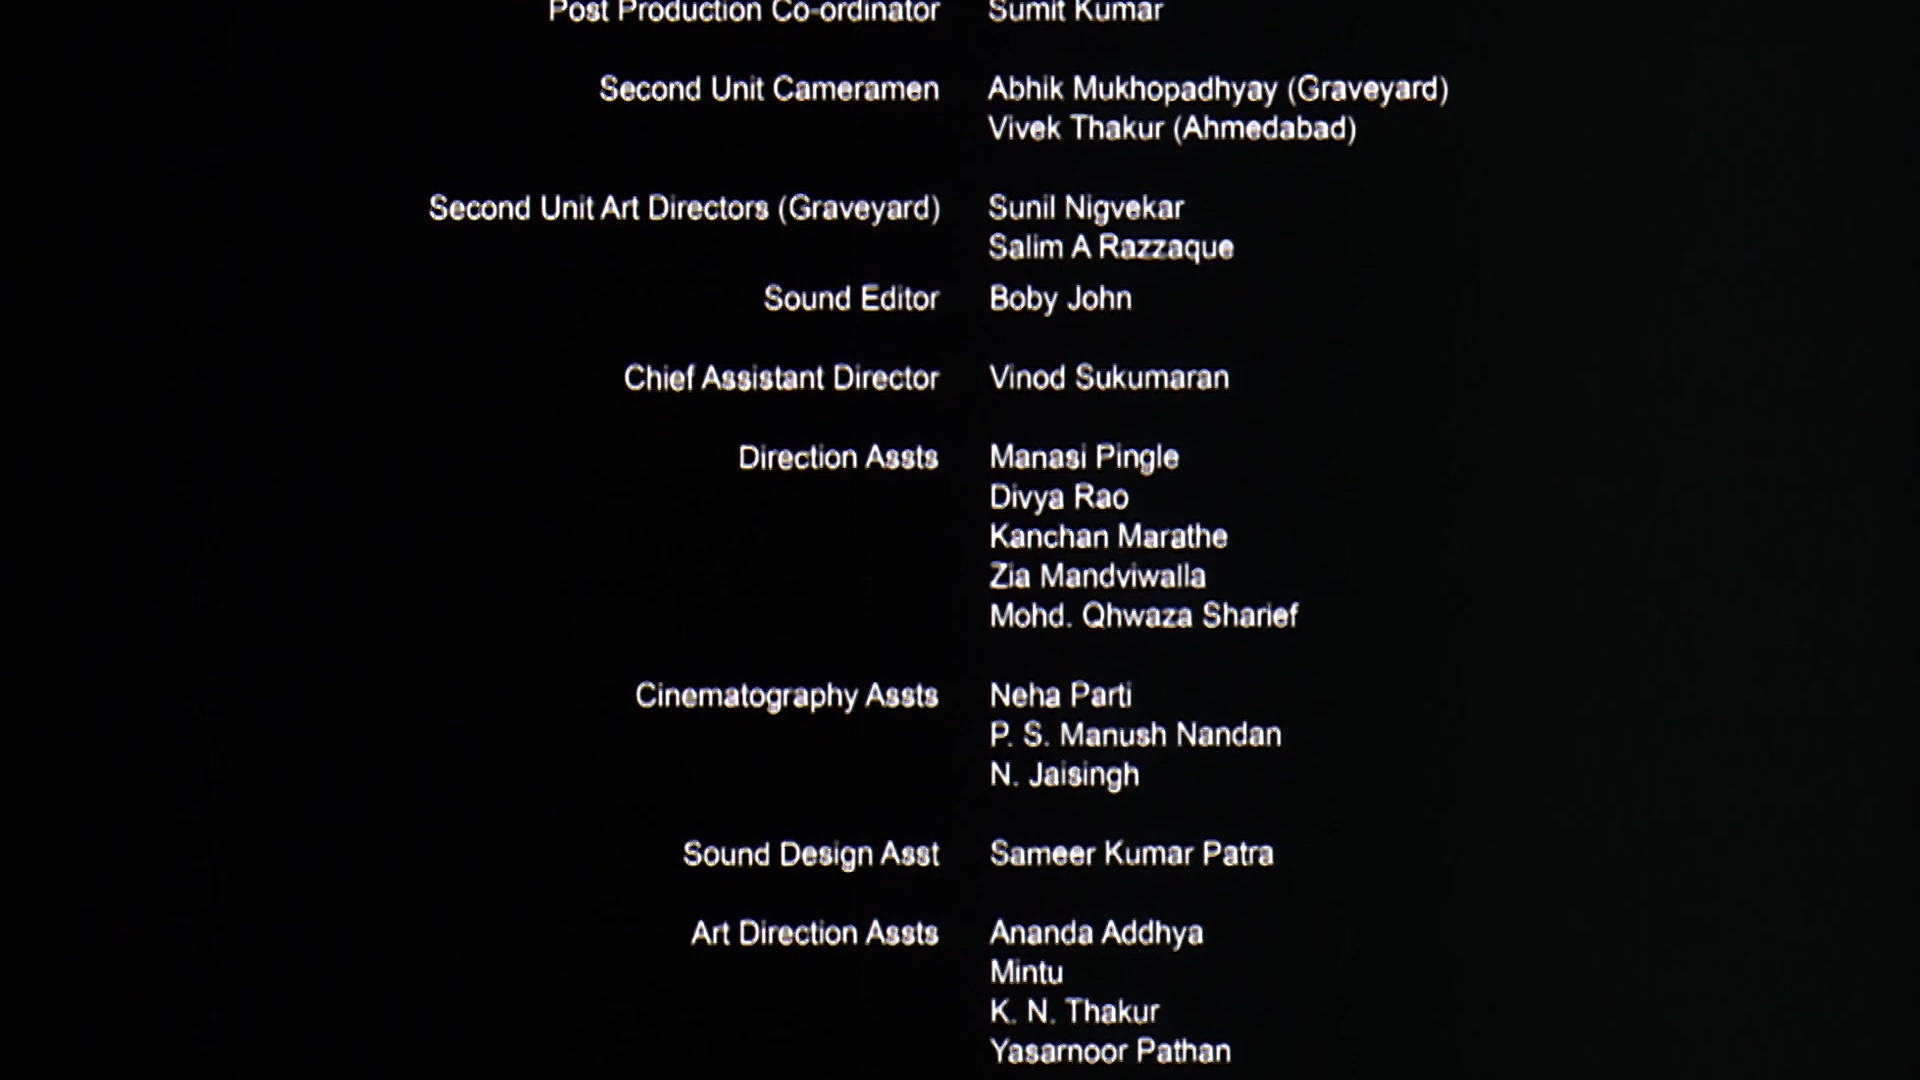 Post Production Co-ordinator Sumit Kumar
Second Unit Cameramen Abhik Mukhopadhyay (Graveyard)
Vivek Thakur (Ahmedabad)
Second Unit Art Directors (Graveyard) Sunil Nigvekar
Salim A Razzaque
Sound Editor Boby John
Chief Assistant Director Vinod Sukumaran
Direction Assts Manasi Pingle
Divya Rao
Kanchan Marathe
Zia Mandviwalla
Mohd. Qhwaza Sharief
Cinematography Assts Neha Parti
P. S. Manush Nandan
N. Jaisingh
Sound Design Asst Sameer Kumar Patra
Art Direction Assts Ananda Addhya
Mintu
K. N. Thakur
Yasarnoor Pathan